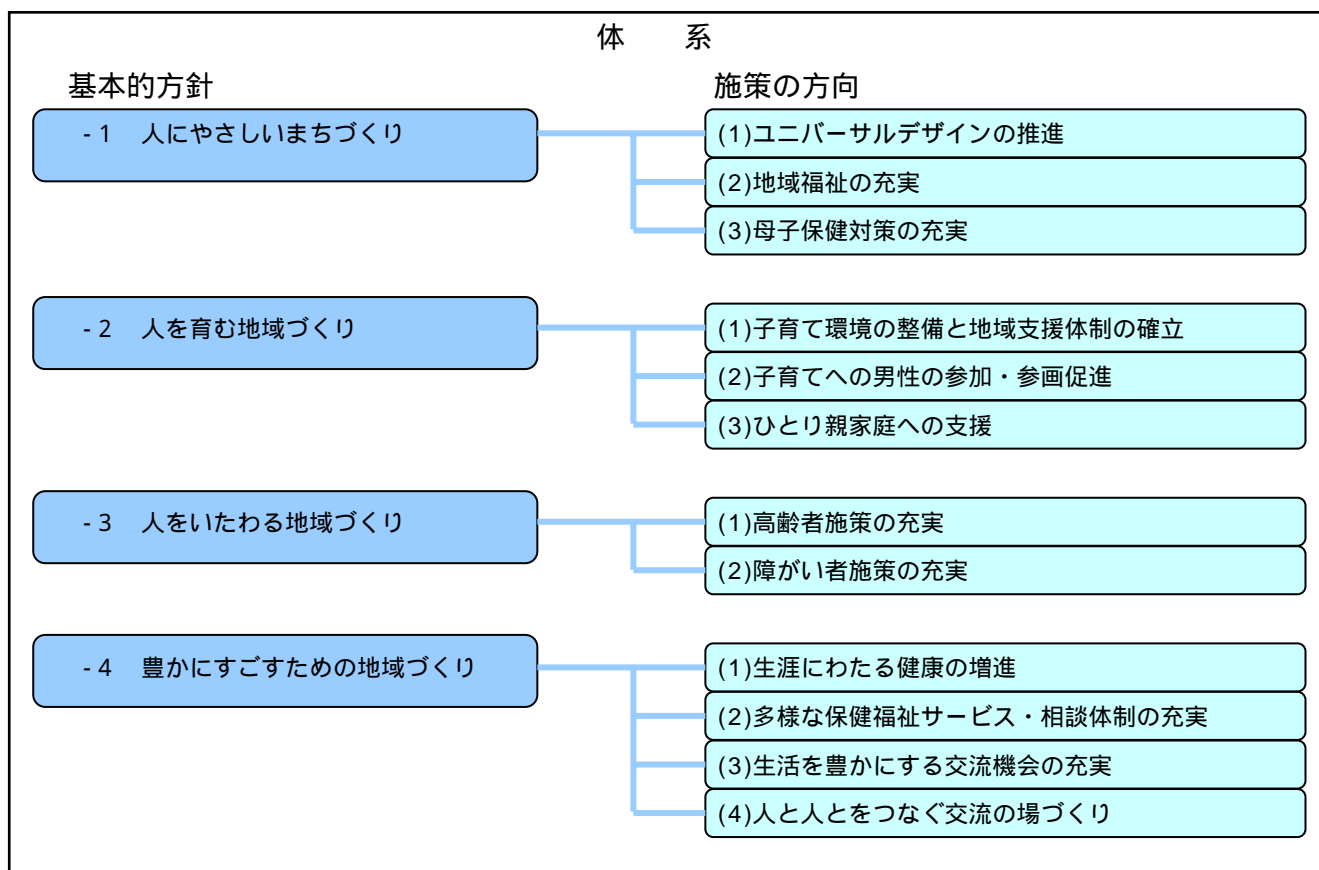 体　　系
基本的方針
施策の方向
-1　人にやさしいまちづくり
(1)ユニバーサルデザインの推進
(2)地域福祉の充実
(3)母子保健対策の充実
-2　人を育む地域づくり
(1)子育て環境の整備と地域支援体制の確立
(2)子育てへの男性の参加・参画促進
(3)ひとり親家庭への支援
-3　人をいたわる地域づくり
(1)高齢者施策の充実
(2)障がい者施策の充実
-4　豊かにすごすための地域づくり
(1)生涯にわたる健康の増進
(2)多様な保健福祉サービス・相談体制の充実
(3)生活を豊かにする交流機会の充実
(4)人と人とをつなぐ交流の場づくり